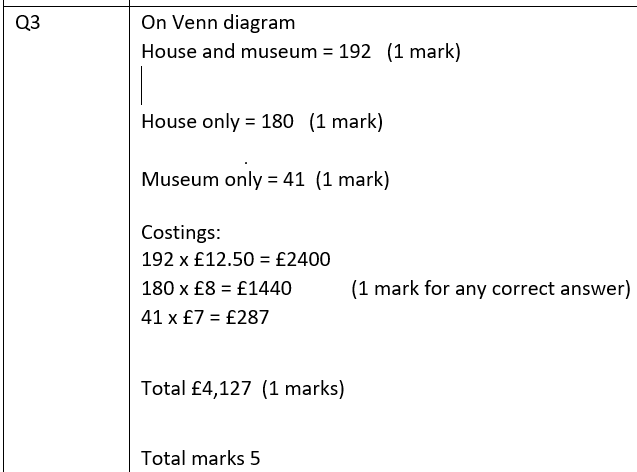 Q3
On Venn diagram
House and museum = 192 (1 mark)
House only = 180 (1 mark)
Museum only = 41 (1 mark)
Costings:
192 x £12.50 = £2400
180 x £8 = £1440 (1 mark for any correct answer)
41 x £7 = £287
Total £4,127 (1 marks)
Total marks 5